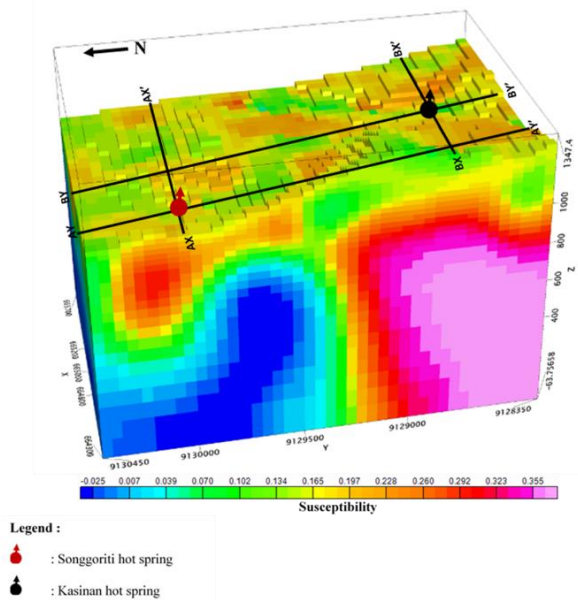 N
BX'
BY'
AX'
AY'
1347.4
BX
BY
1000
AY
AX
800
Z
600
400
X
-63.75658
9128350
9129000
9129500
Y
9130000
9130450
-0.025 0.007 0.039 0.070 0.102 0.134 0.165 0.197 0.228 0.260 0.292 0.323 0.355
Susceptibility
Legend :
: Songgoriti hot spring
: Kasinan hot spring